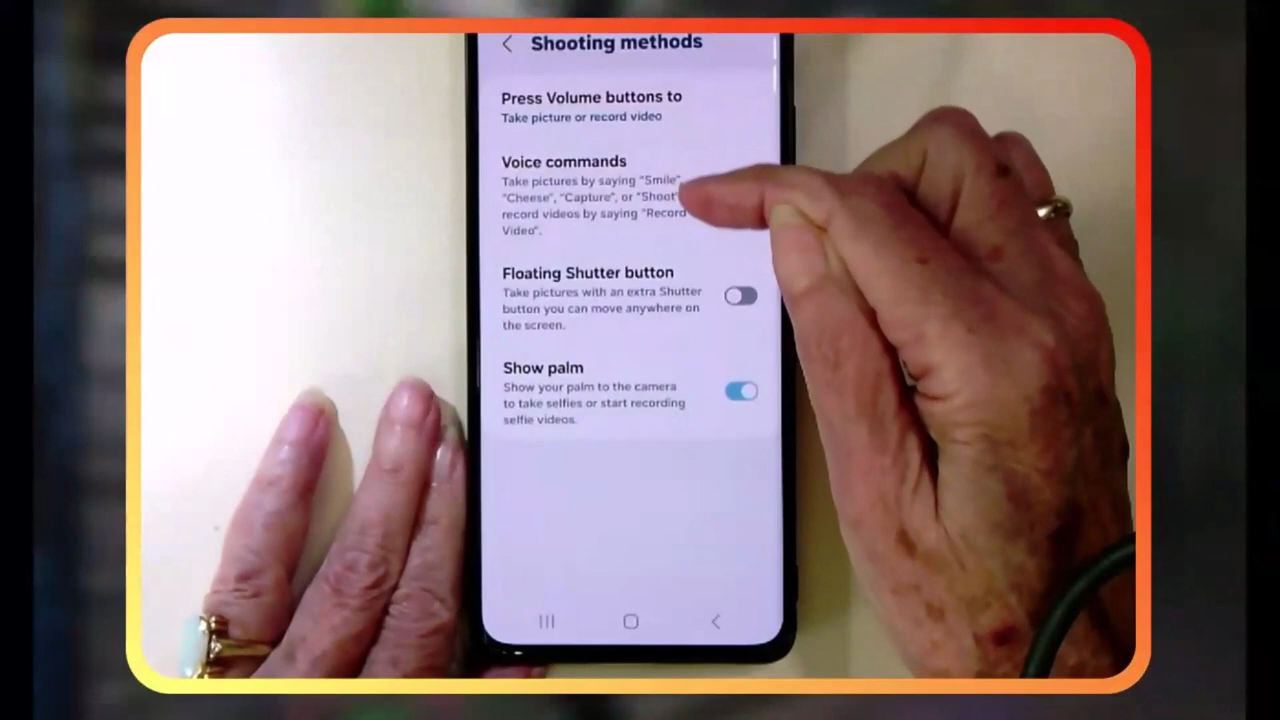 Shooting methods
Press Volume buttons to
Take picture or record video
Voice commands
Take pictures by saying “Smile”,
“Cheese”, “Capture”, or “Shoot”
record videos by saying “Record
Video”.
Floating Shutter button
Take pictures with an extra Shutter
button you can move anywhere on
the screen.
Show palm
Show your palm to the camera
to take selfies or start recording
selfie videos.